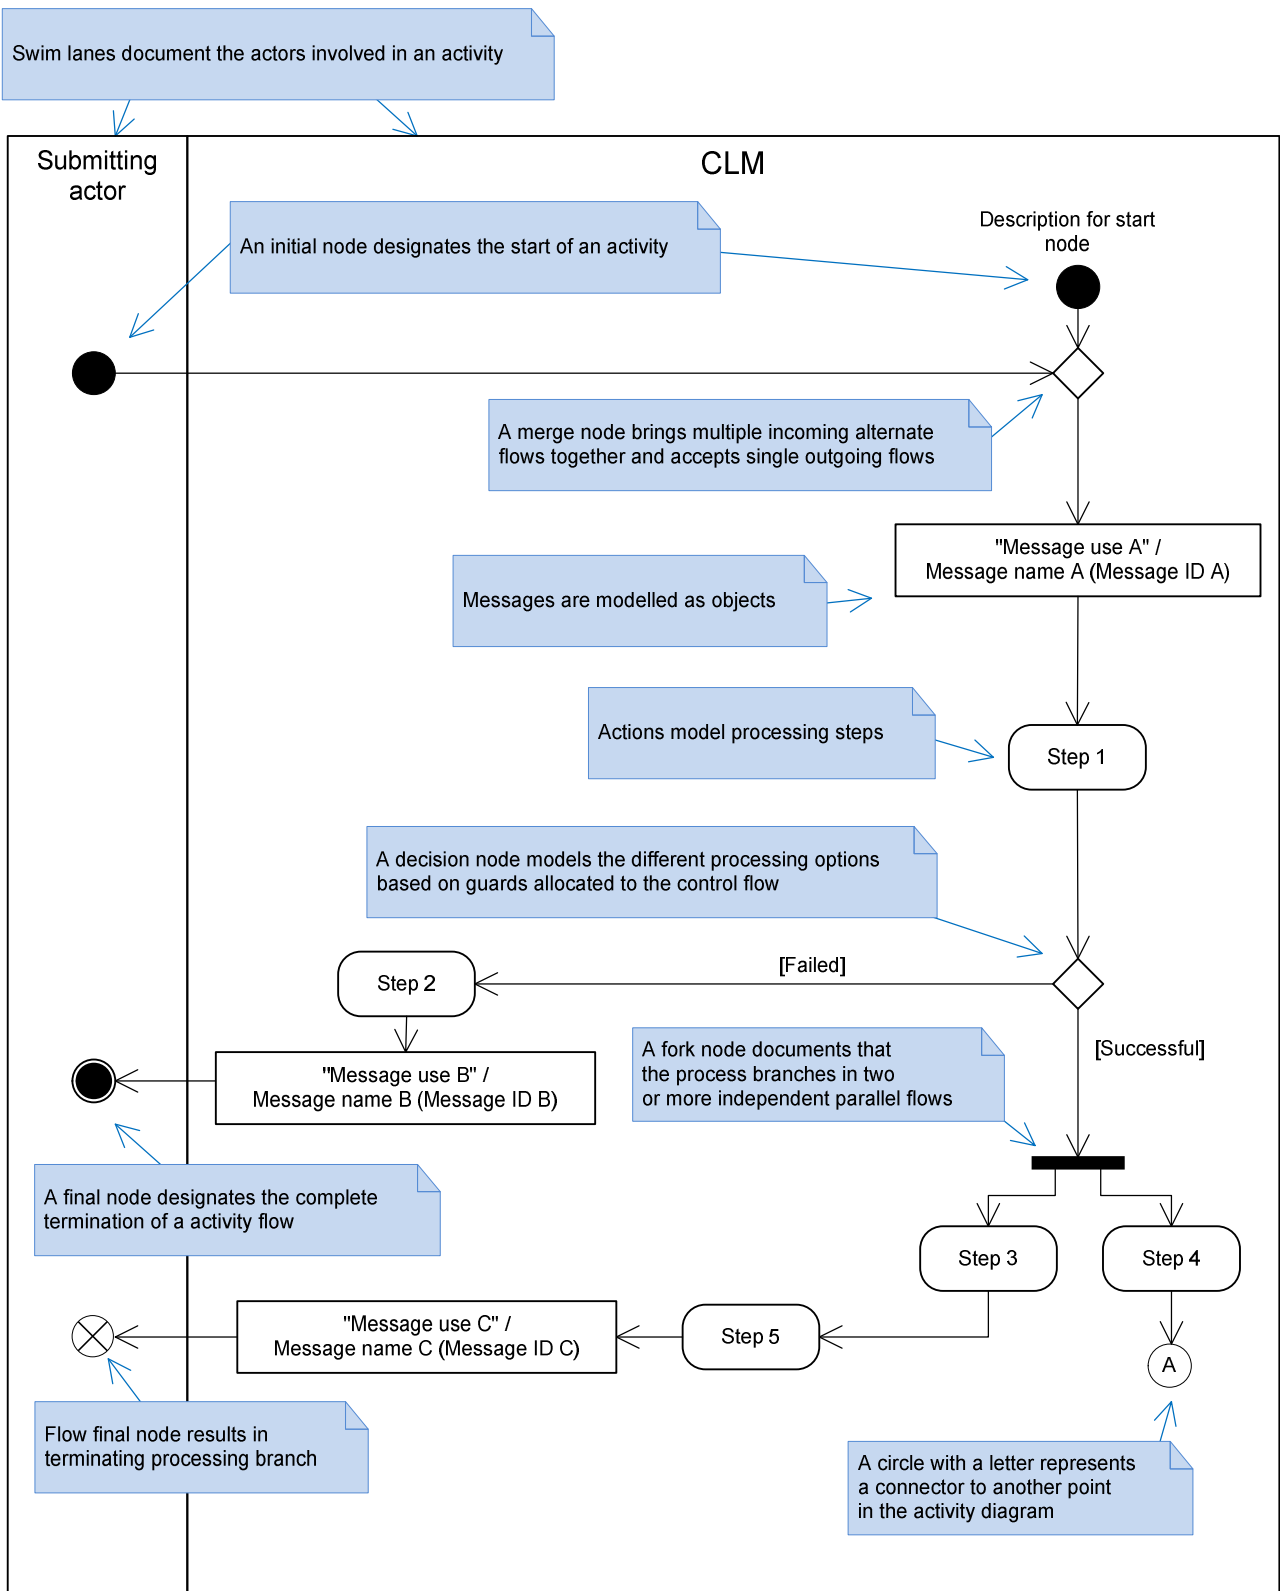 Swim lanes document the actors involved in an activity
Submitting
actor
CLM
Description for start
node
An initial node designates the start of an activity
A merge node brings multiple incoming alternate
flows together and accepts single outgoing flows
"Message use A" /
Message name A (Message ID A)
Messages are modelled as objects
Actions model processing steps
Step 1
A decision node models the different processing options
based on guards allocated to the control flow
[Failed]
Step 2
[Successful]
A fork node documents that
the process branches in two
or more independent parallel flows
"Message use B" /
Message name B (Message ID B)
A final node designates the complete
termination of a activity flow
Step 3
Step 4
"Message use C" /
Message name C (Message ID C)
Step 5
A
Flow final node results in
terminating processing branch
A circle with a letter represents
a connector to another point
in the activity diagram